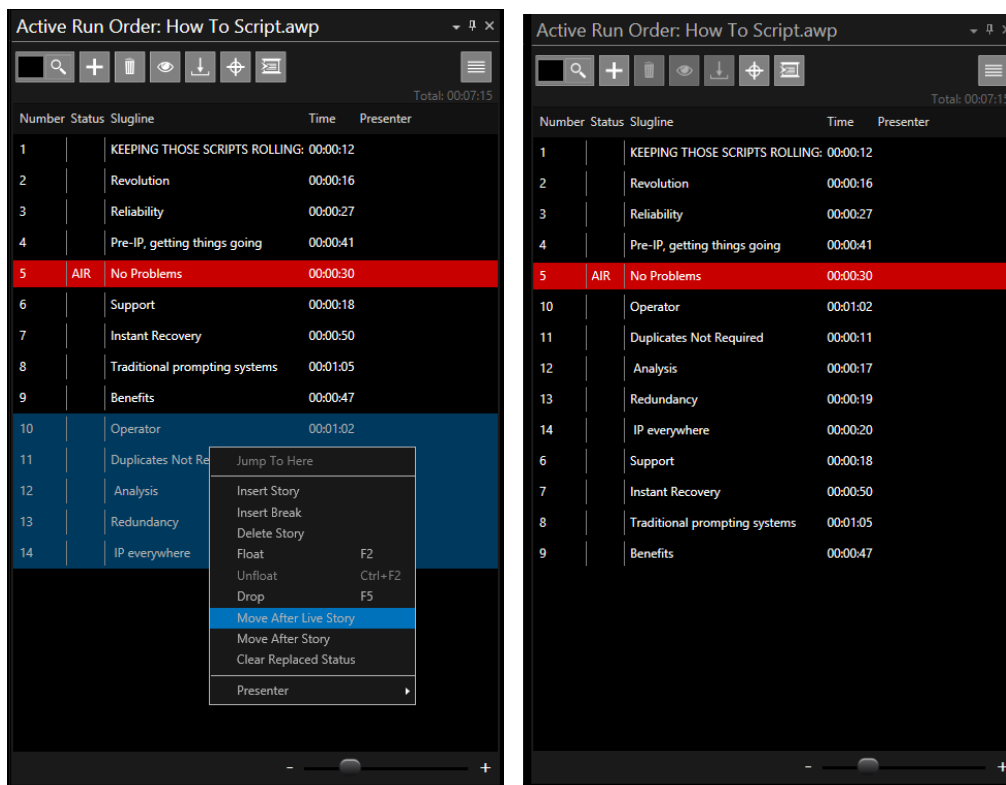 Active Run Order: How To Script.awp
Total: 00:07:15
Number Status Slugline Time Presenter
1 KEEPING THOSE SCRIPTS ROLLING: 00:00:12
2 Revolution 00:00:16
3 Reliability 00:00:27
4 Pre-IP, getting things going 00:00:41
5 AIR No Problems 00:00:30
6 Support 00:00:18
7 Instant Recovery 00:00:50
8 Traditional prompting systems 00:01:05
9 Benefits 00:00:47
10 Operator 00:01:02
11 Duplicates Not Re
12 Analysis
13 Redundancy
14 IP everywhere
Jump To Here
Insert Story
Insert Break
Delete Story
Float F2
Unfloat Ctrl+F2
Drop F5
Move After Live Story
Move After Story
Clear Replaced Status
Presenter
- +
Active Run Order: How To Script.awp
Total: 00:07:15
Number Status Slugline Time Presenter
1 KEEPING THOSE SCRIPTS ROLLING: 00:00:12
2 Revolution 00:00:16
3 Reliability 00:00:27
4 Pre-IP, getting things going 00:00:41
5 AIR No Problems 00:00:30
10 Operator 00:01:02
11 Duplicates Not Required 00:00:11
12 Analysis 00:00:17
13 Redundancy 00:00:19
14 IP everywhere 00:00:20
6 Support 00:00:18
7 Instant Recovery 00:00:50
8 Traditional prompting systems 00:01:05
9 Benefits 00:00:47
- +